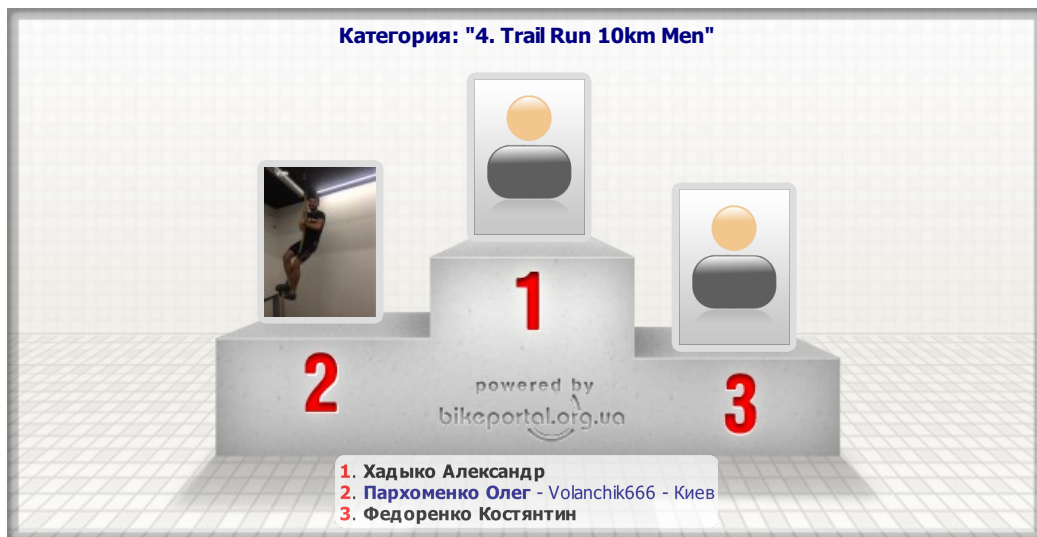 Категория: "4. Trail Run 10km Men"
1
2
3
powered by
bikeportal.org.ua
1. Хадыко Александр
2. Пархоменко Олег - Volanchik666 - Киев
3. Федоренко Костянтин